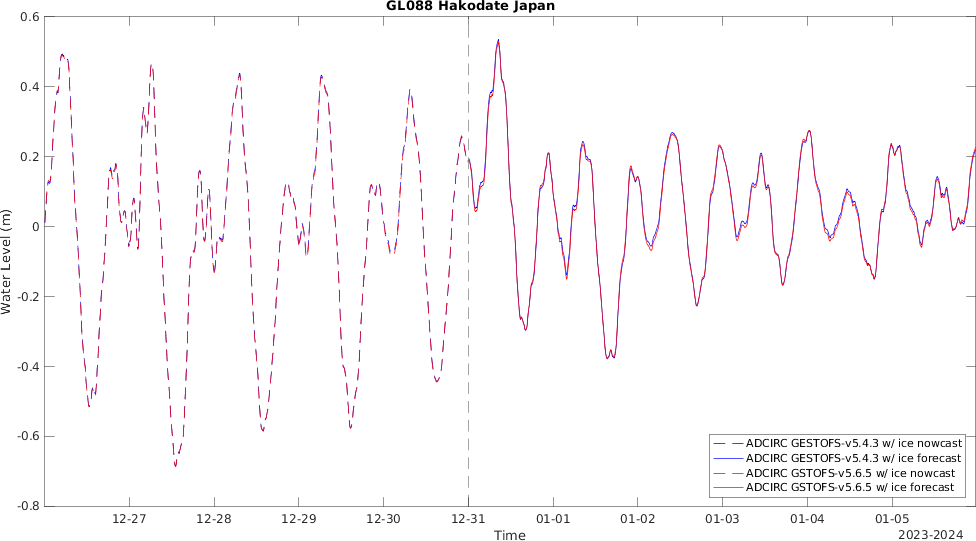 GL088 Hakodate Japan
0.6
0.4
0.2
0
-0.2
-0.4
-0.6
-0.8
Water Level (m)
ADCIRC GESTOFS-v5.4.3 w/ ice nowcast
ADCIRC GESTOFS-v5.4.3 w/ ice forecast
ADCIRC GSTOFS-v5.6.5 w/ ice nowcast
ADCIRC GSTOFS-v5.6.5 w/ ice forecast
12-27 12-28 12-29 12-30 12-31 01-01 01-02 01-03 01-04 01-05
Time
2023-2024